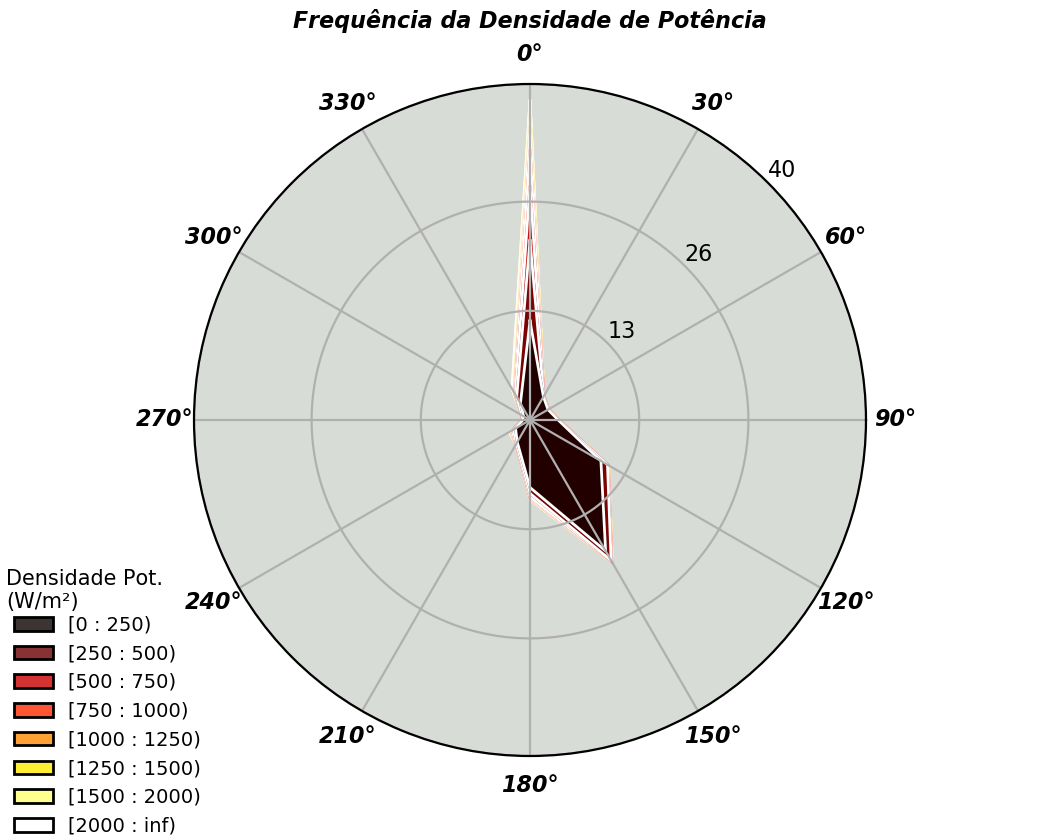 Frequência da Densidade de Potência
0°
330°
30°
40
300°
60°
26
13
270°
90°
Densidade Pot.
(W/m²)
240°
120°
[0 : 250)
[250 : 500)
[500 : 750)
[750 : 1000)
210°
150°
[1000 : 1250)
[1250 : 1500)
180°
[1500 : 2000)
[2000 : inf)